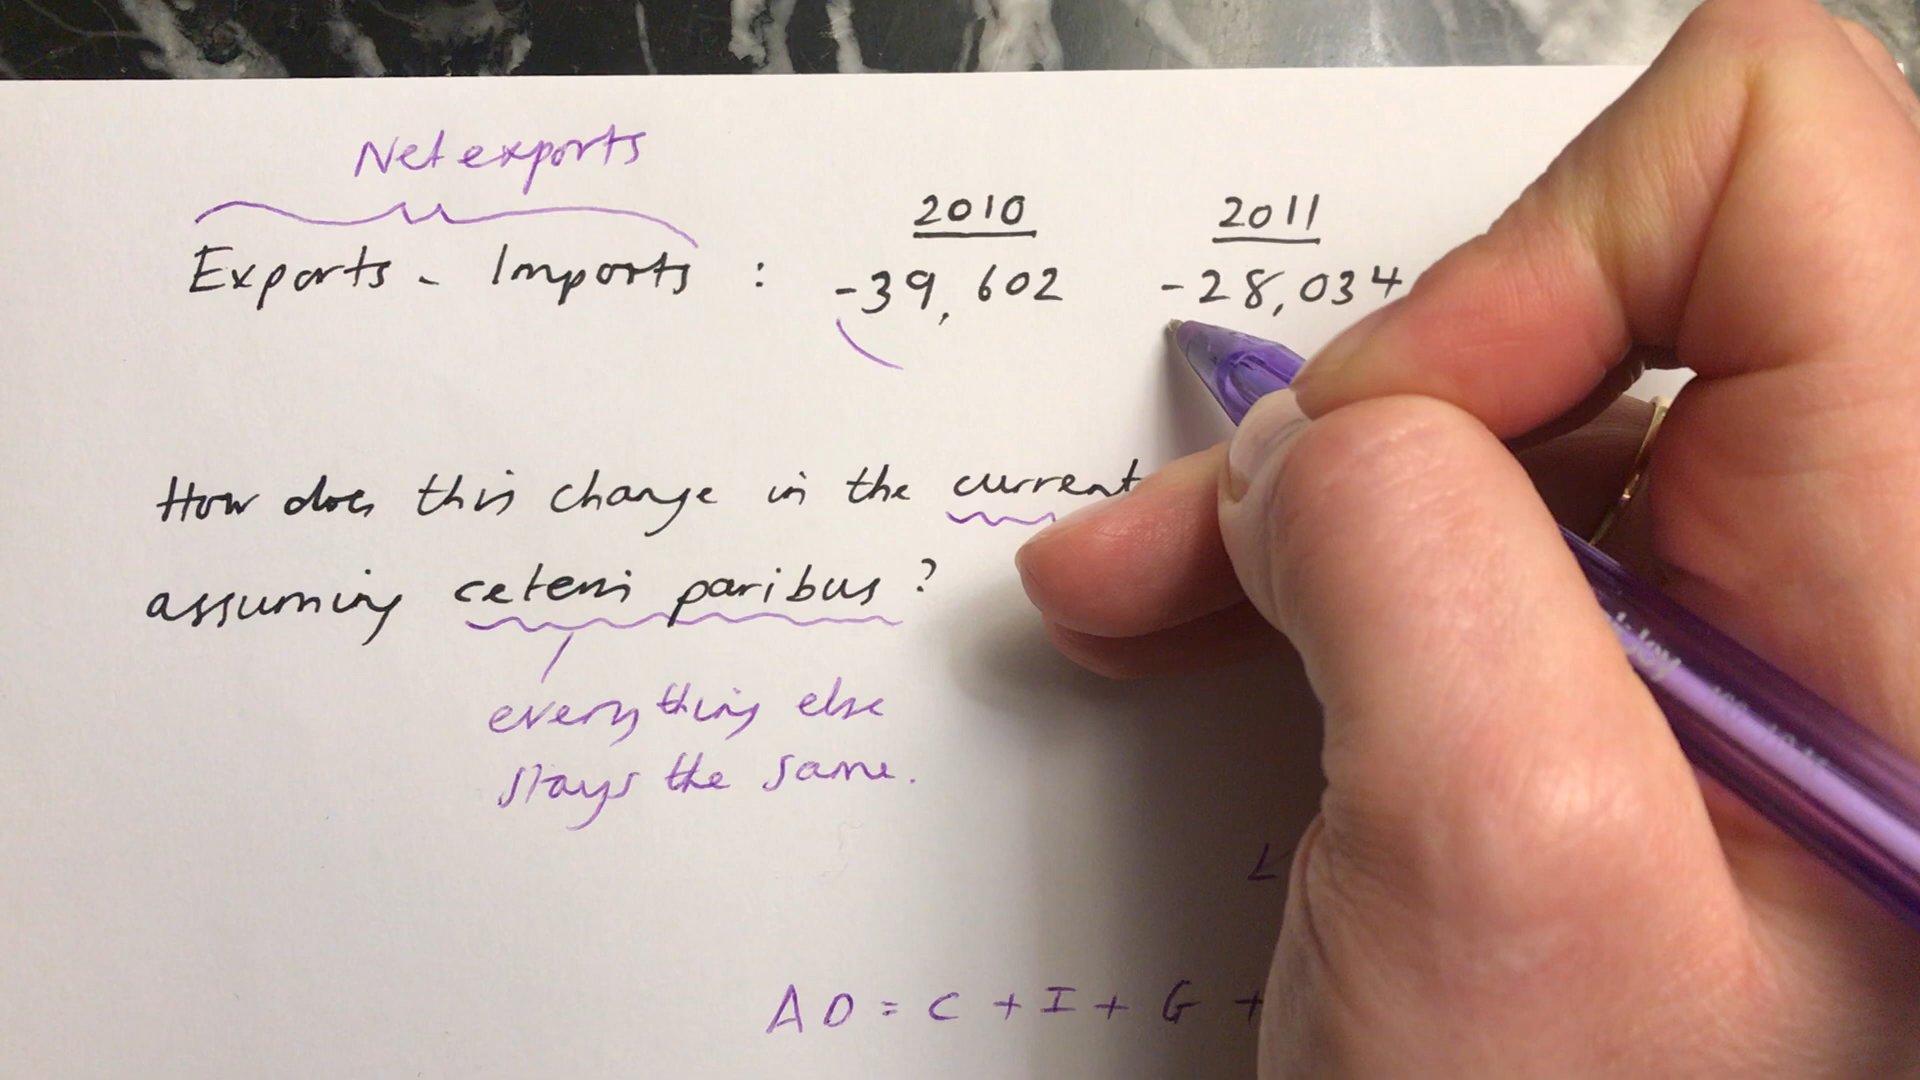 Net exports
2010 2011
Exports - Imports : -39,602 -28,034
How does this change in the current
assuming ceteris paribus ?
everything else
stays the same.
AD = C + I + G +